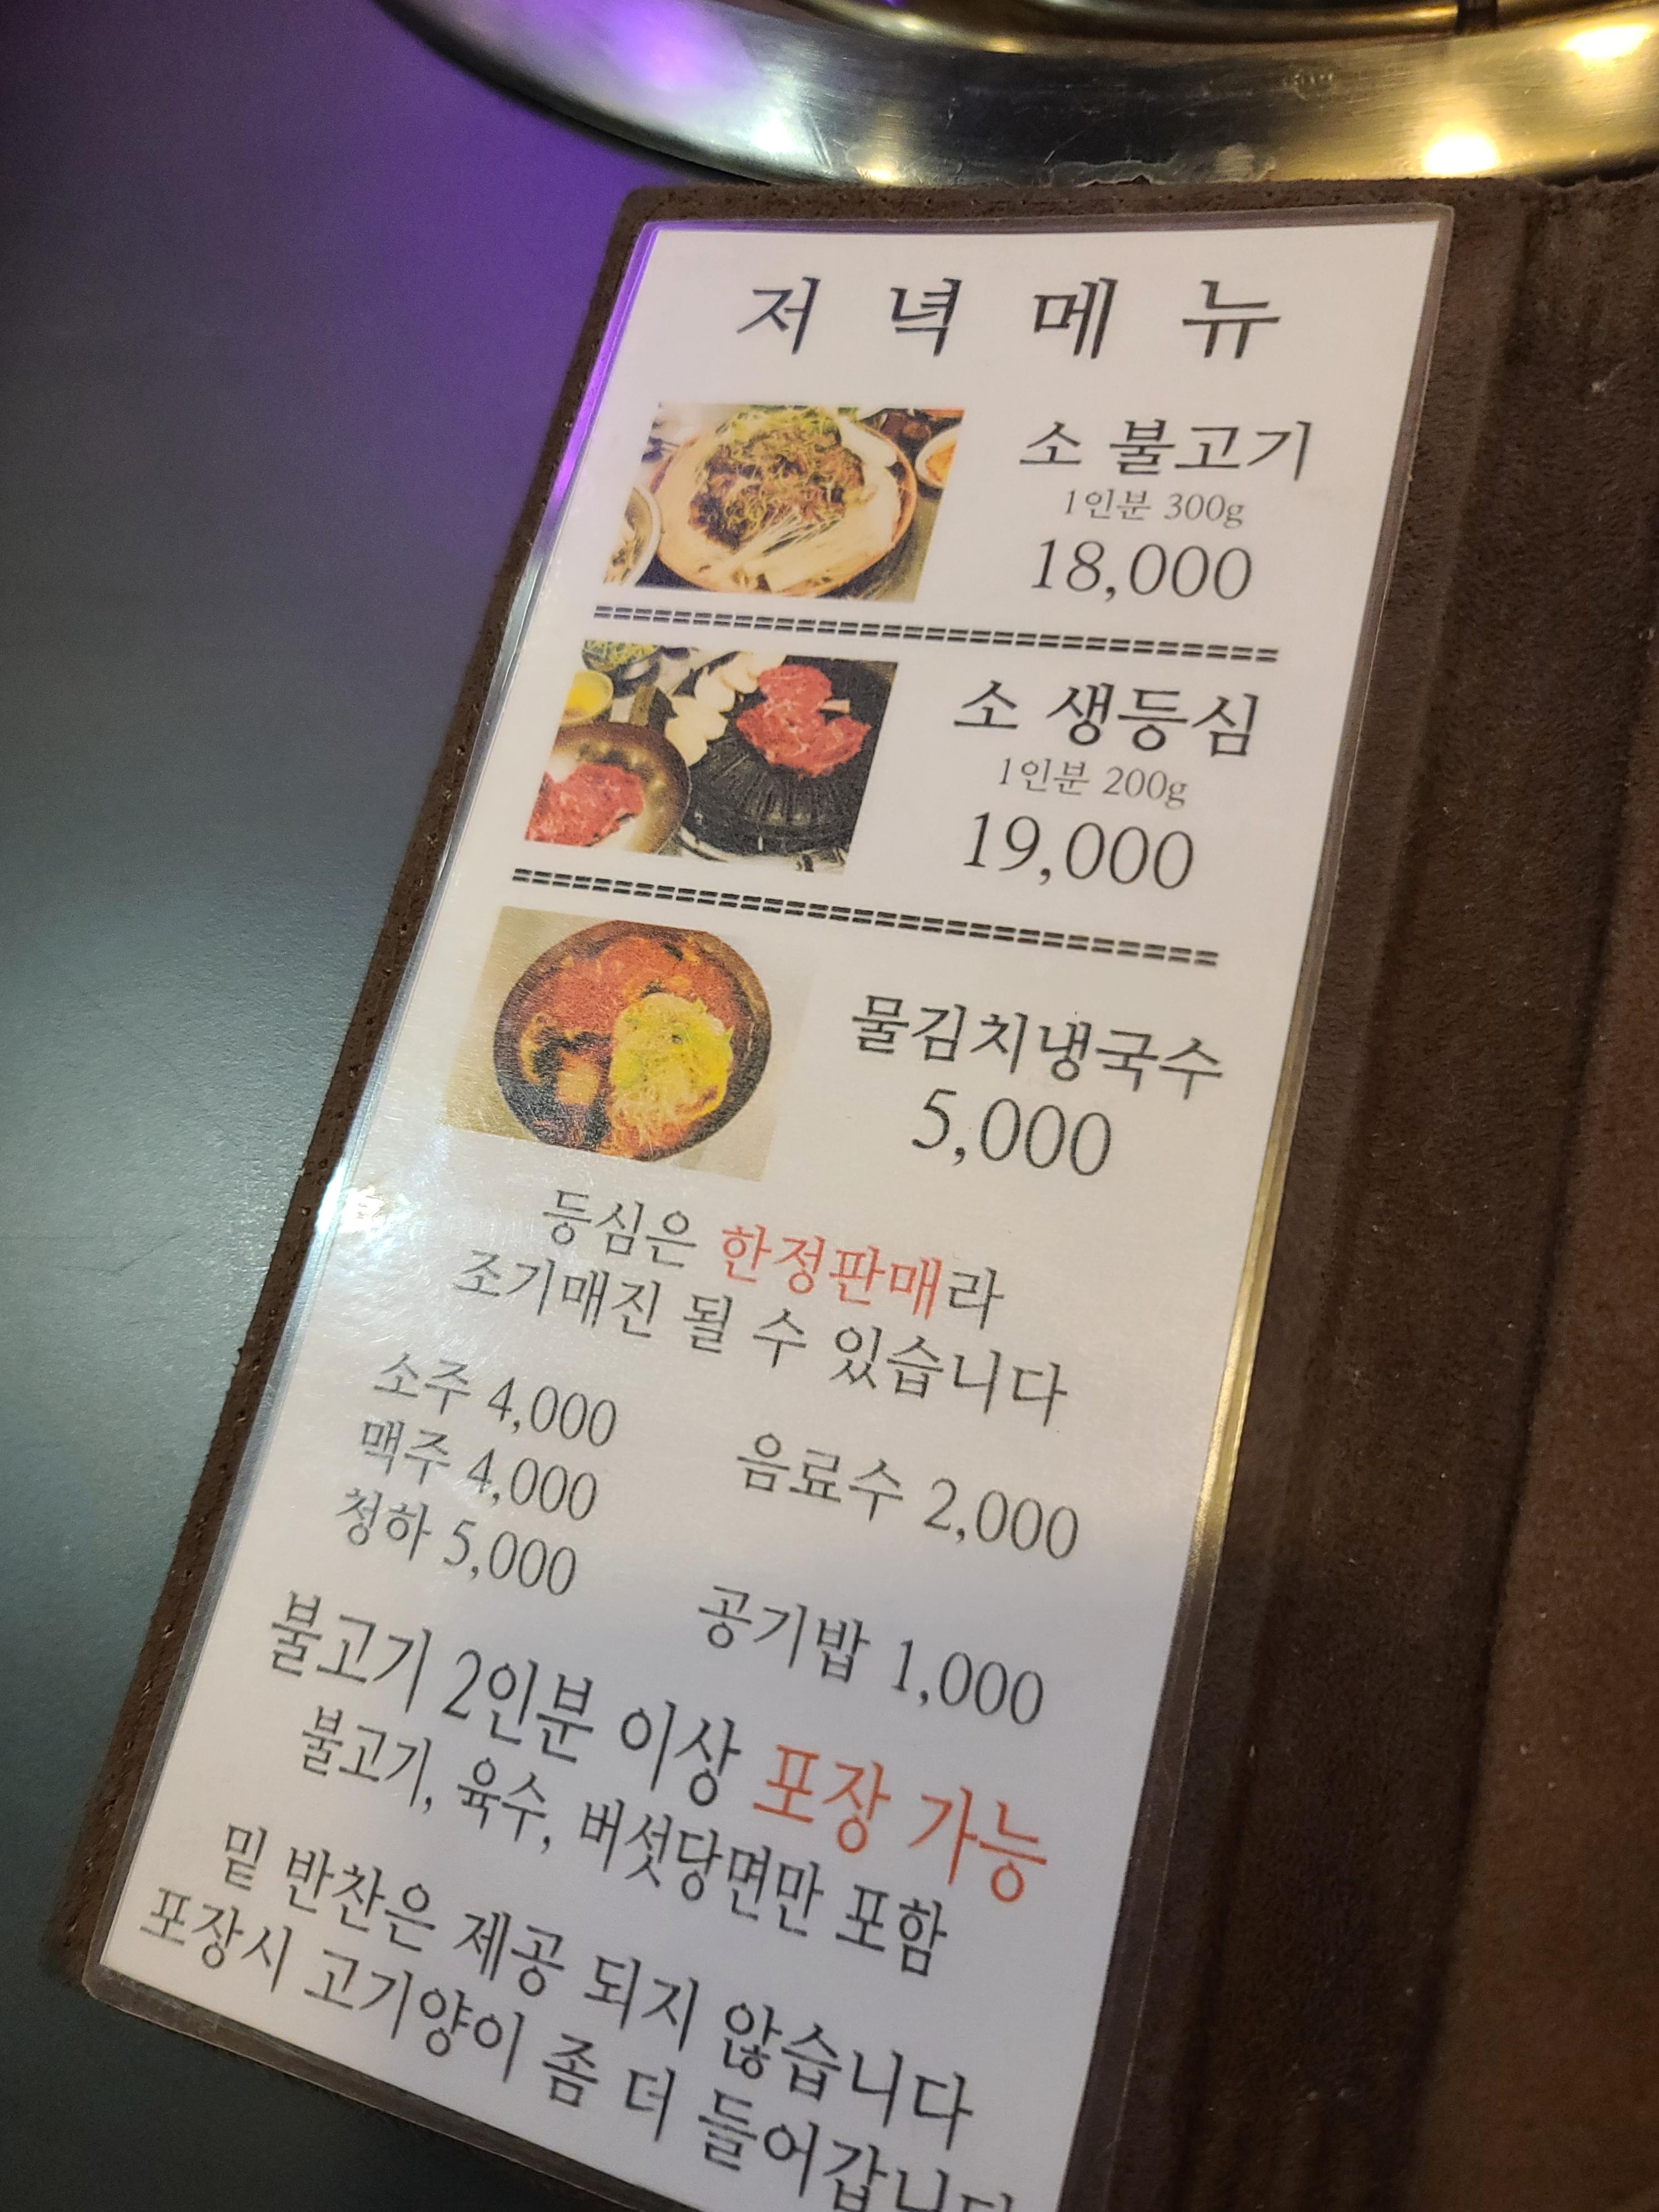 저녁메뉴
소 불고기
1인분 300g
18,000
==============================
소 생등심
1인분 200g
19,000
==============================
물김치냉국수
5,000
등심은 한정판매라
조기매진 될 수 있습니다
소주 4,000
맥주 4,000
청하 5,000
음료수 2,000
공기밥 1,000
불고기 2인분 이상 포장 가능
불고기, 육수, 버섯당면만 포함
밑 반찬은 제공 되지 않습니다
포장시 고기양이 좀 더 들어갑니다